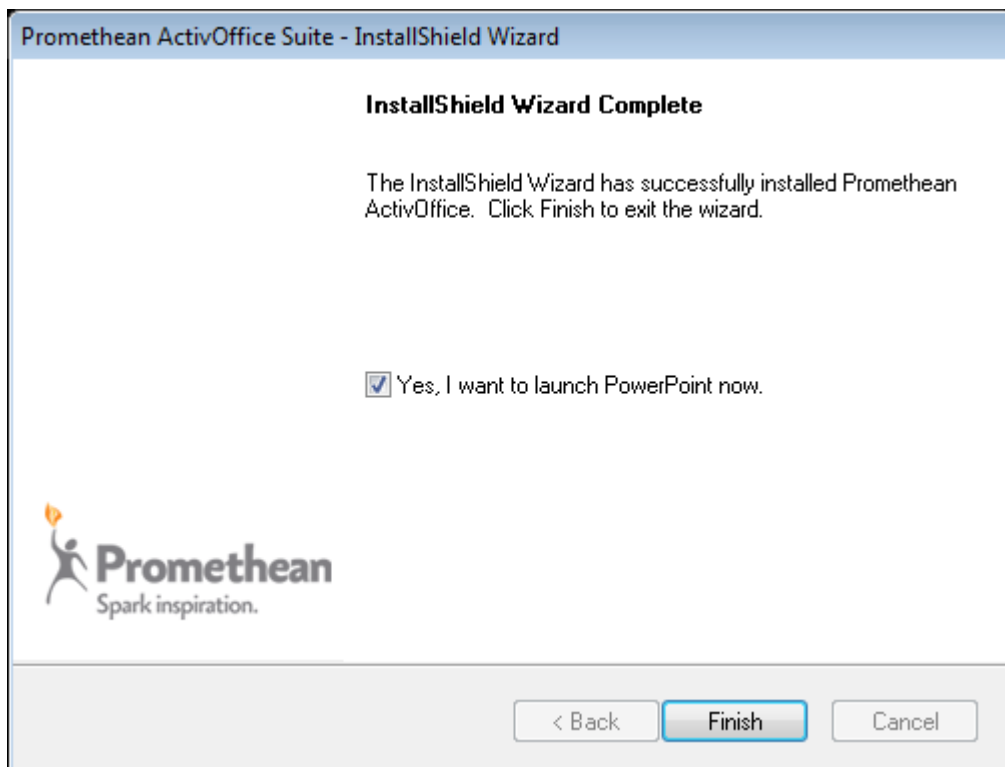 Promethean ActivOffice Suite - InstallShield Wizard
InstallShield Wizard Complete
The InstallShield Wizard has successfully installed Promethean
ActivOffice. Click Finish to exit the wizard.
Yes, I want to launch PowerPoint now.
Promethean
Spark inspiration.
< Back
Finish
Cancel